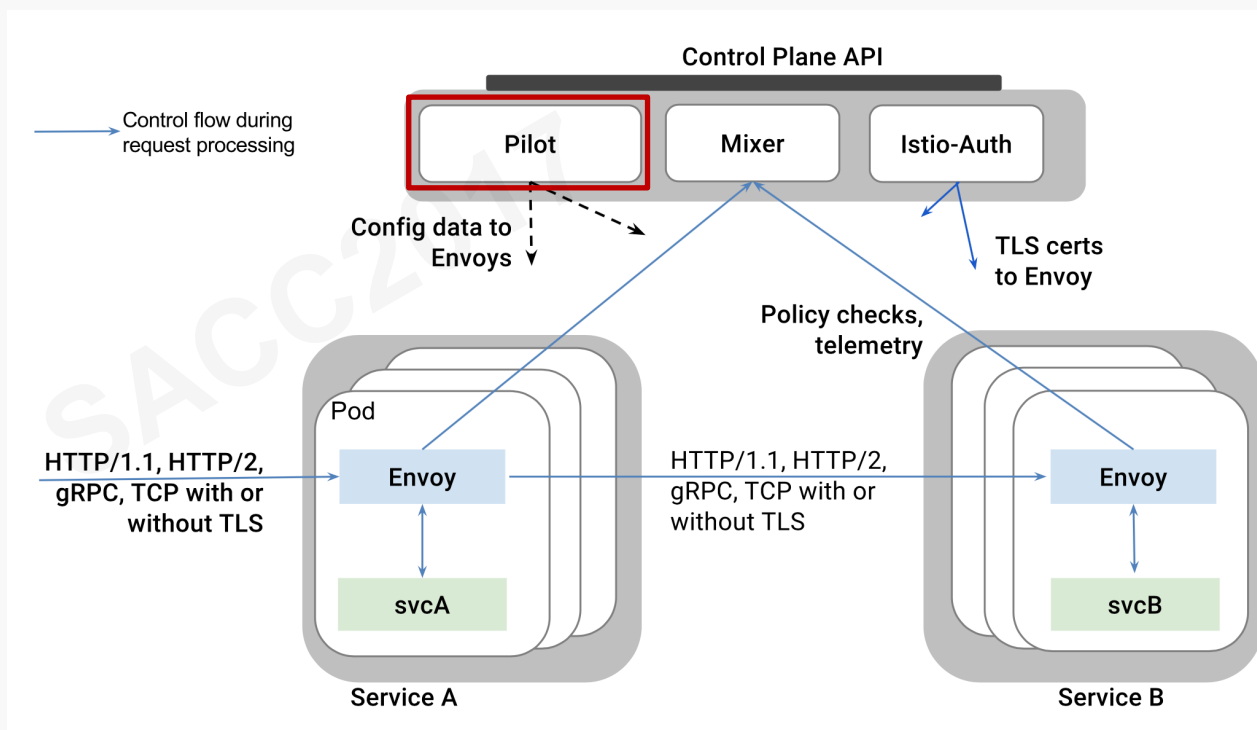 Control Plane API
Control flow during
request processing
Pilot
Mixer
Istio-Auth
Config data to
Envoys
TLS certs
to Envoy
Policy checks,
telemetry
SACC2017
Pod
HTTP/1.1, HTTP/2,
gRPC, TCP with or
without TLS
Envoy
HTTP/1.1, HTTP/2,
gRPC, TCP with or
without TLS
Envoy
svcA
svcB
Service A
Service B